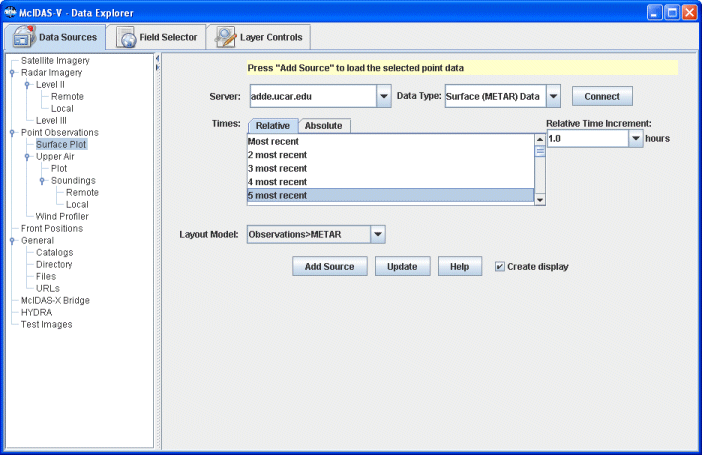 McIDAS-V - Data Explorer
Data Sources
Field Selector
Layer Controls
Satellite Imagery
Radar Imagery
Level II
Remote
Local
Level III
Point Observations
Surface Plot
Upper Air
Plot
Soundings
Remote
Local
Wind Profiler
Front Positions
General
Catalogs
Directory
Files
URLs
McIDAS-X Bridge
HYDRA
Test Images
Press "Add Source" to load the selected point data
Server: adde.ucar.edu Data Type: Surface (METAR) Data Connect
Times: Relative Absolute
Most recent
2 most recent
3 most recent
4 most recent
5 most recent
Relative Time Increment:
1.0 hours
Layout Model: Observations>METAR
Add Source Update Help Create display